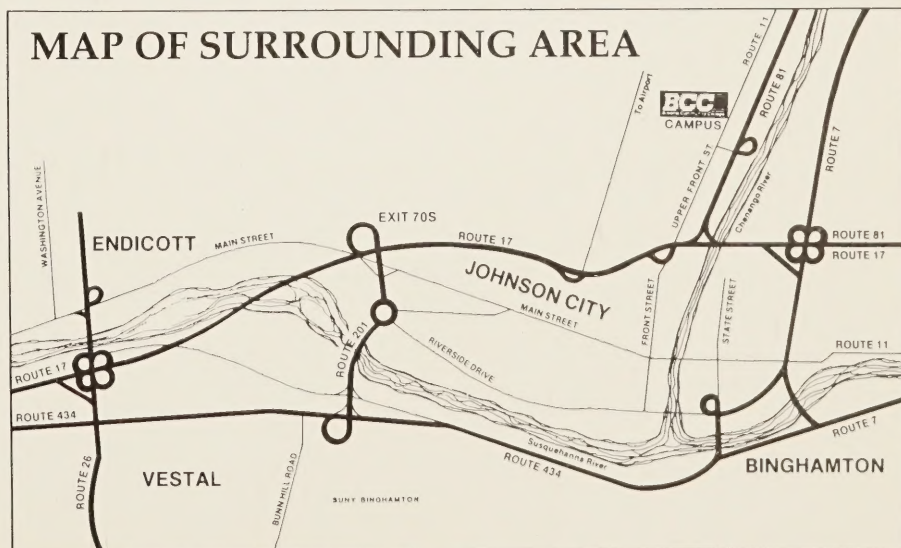 MAP OF SURROUNDING AREA
ROUTE 11
To Airport
BCC
CAMPUS
ROUTE 81
ROUTE 7
UPPER FRONT ST
Chenango River
WASHINGTON AVENUE
EXIT 70S
ENDICOTT
MAIN STREET
ROUTE 17
ROUTE 81
ROUTE 17
JOHNSON CITY
MAIN STREET
FRONT STREET
STATE STREET
ROUTE 201
RIVERSIDE DRIVE
ROUTE 11
ROUTE 17
ROUTE 434
ROUTE 7
Susquehanna River
ROUTE 434
BINGHAMTON
ROUTE 26
VESTAL
BUNN HILL ROAD
SUNY BINGHAMTON